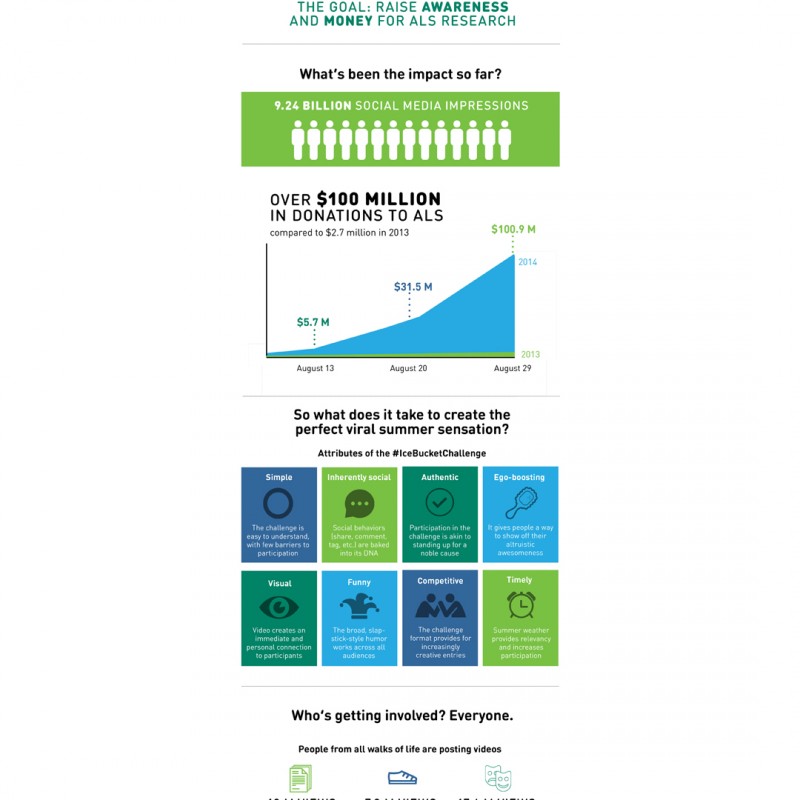 THE GOAL: RAISE AWARENESS
AND MONEY FOR ALS RESEARCH
What's been the impact so far?
9.24 BILLION SOCIAL MEDIA IMPRESSIONS
OVER $100 MILLION
IN DONATIONS TO ALS
compared to $2.7 million in 2013
$100.9 M
2014
$31.5 M
$5.7 M
2013
August 13
August 20
August 29
So what does it take to create the
perfect viral summer sensation?
Attributes of the #IceBucketChallenge
Simple
The challenge is
easy to understand,
with few barriers to
participation
Inherently social
Social behaviors
(share, comment,
tag, etc.) are baked
into its DNA
Authentic
Participation in the
challenge is akin to
standing up for a
noble cause
Ego-boosting
It gives people a way
to show off their
altruistic
awesomeness
Visual
Video creates an
immediate and
personal connection
to participants
Funny
The broad, slap-
stick-style humor
works across all
audiences
Competitive
The challenge
format provides for
increasingly
creative entries
Timely
Summer weather
provides relevancy
and increases
participation
Who's getting involved? Everyone.
People from all walks of life are posting videos